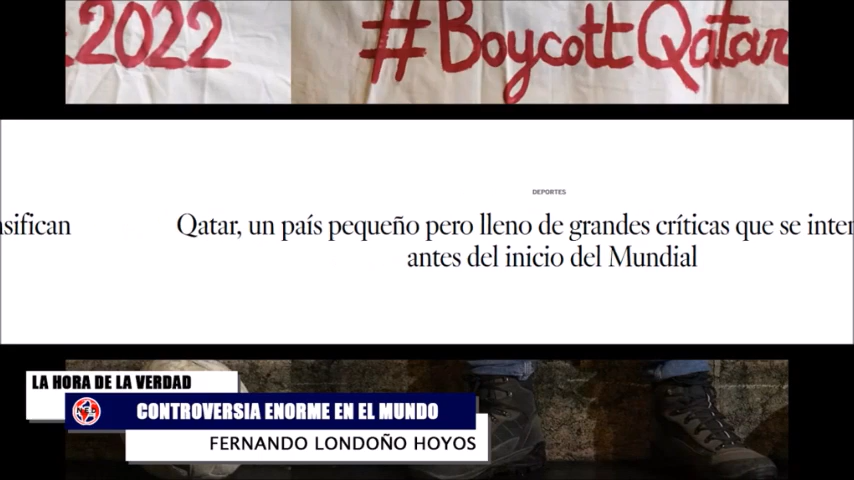 2022
#BoycottQatar
DEPORTES
Qatar, un país pequeño pero lleno de grandes críticas que se inter
nsifican
antes del inicio del Mundial
LA HORA DE LA VERDAD
CONTROVERSIA ENORME EN EL MUNDO
FERNANDO LONDOÑO HOYOS